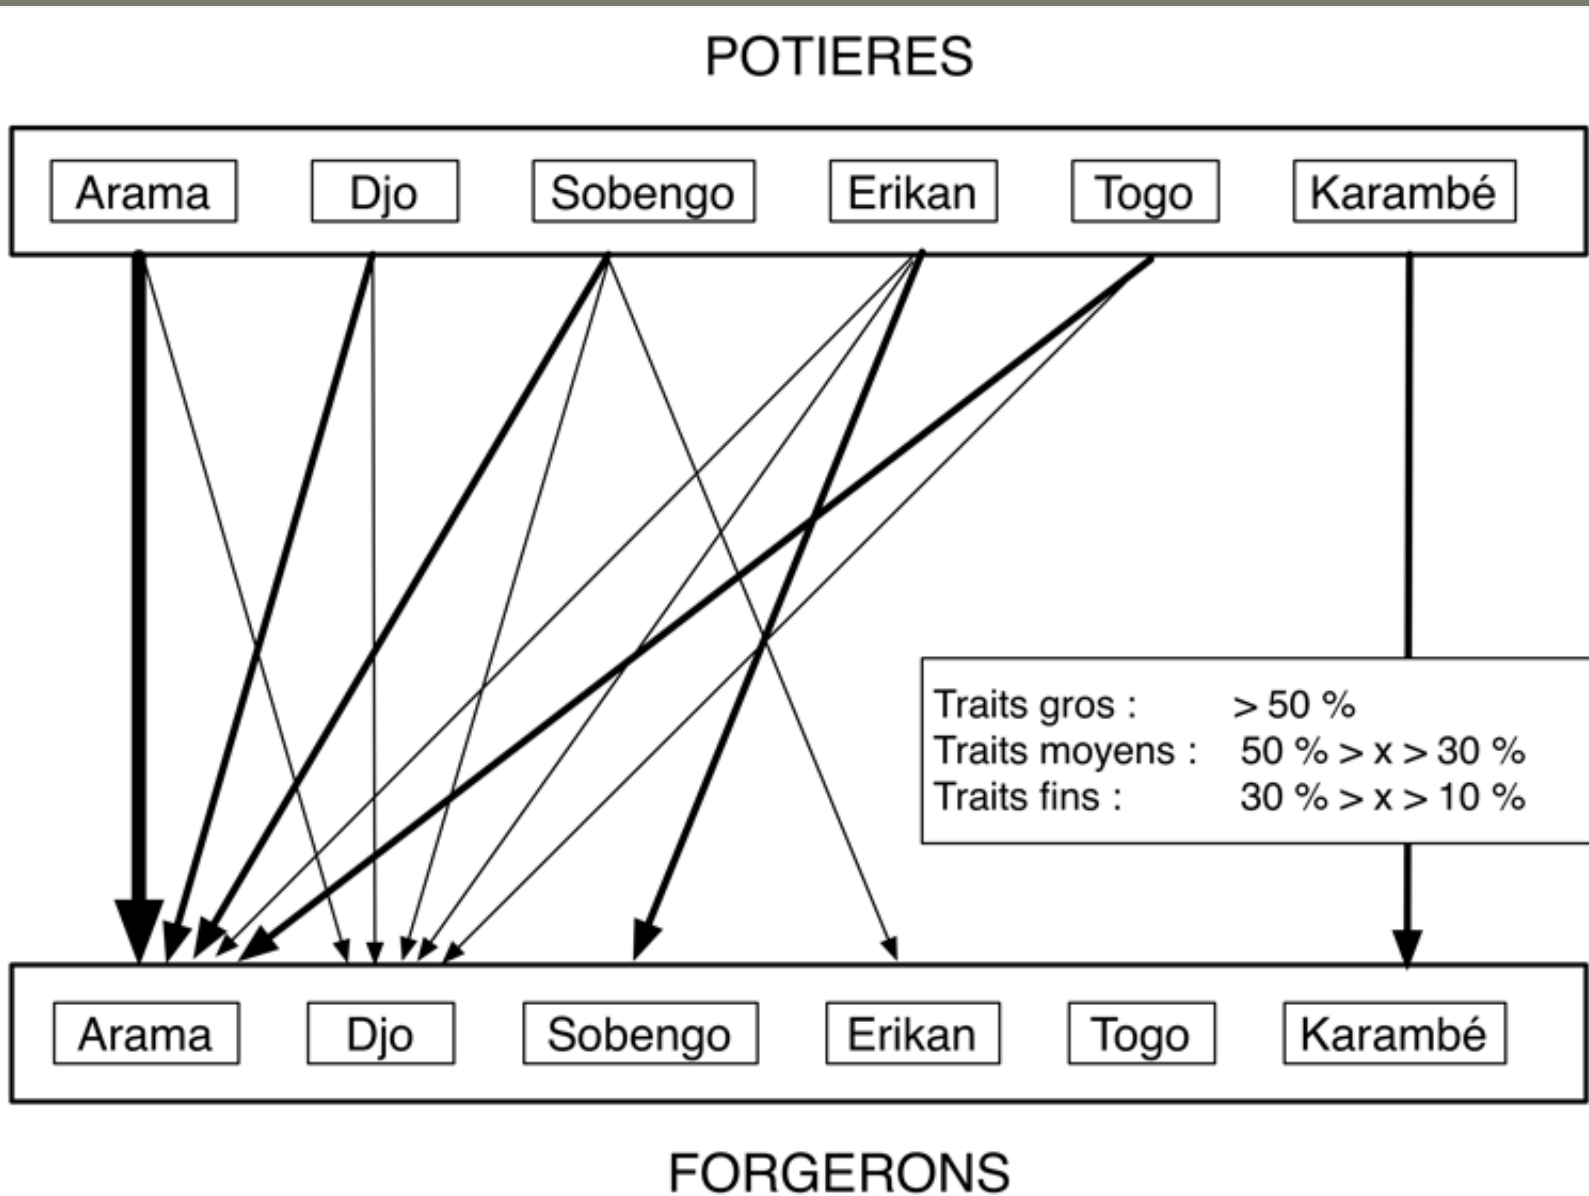 POTIERES
Arama Djo Sobengo Erikan Togo Karambé
Traits gros : > 50 %
Traits moyens : 50 % > x > 30 %
Traits fins : 30 % > x > 10 %
Arama Djo Sobengo Erikan Togo Karambé
FORGERONS